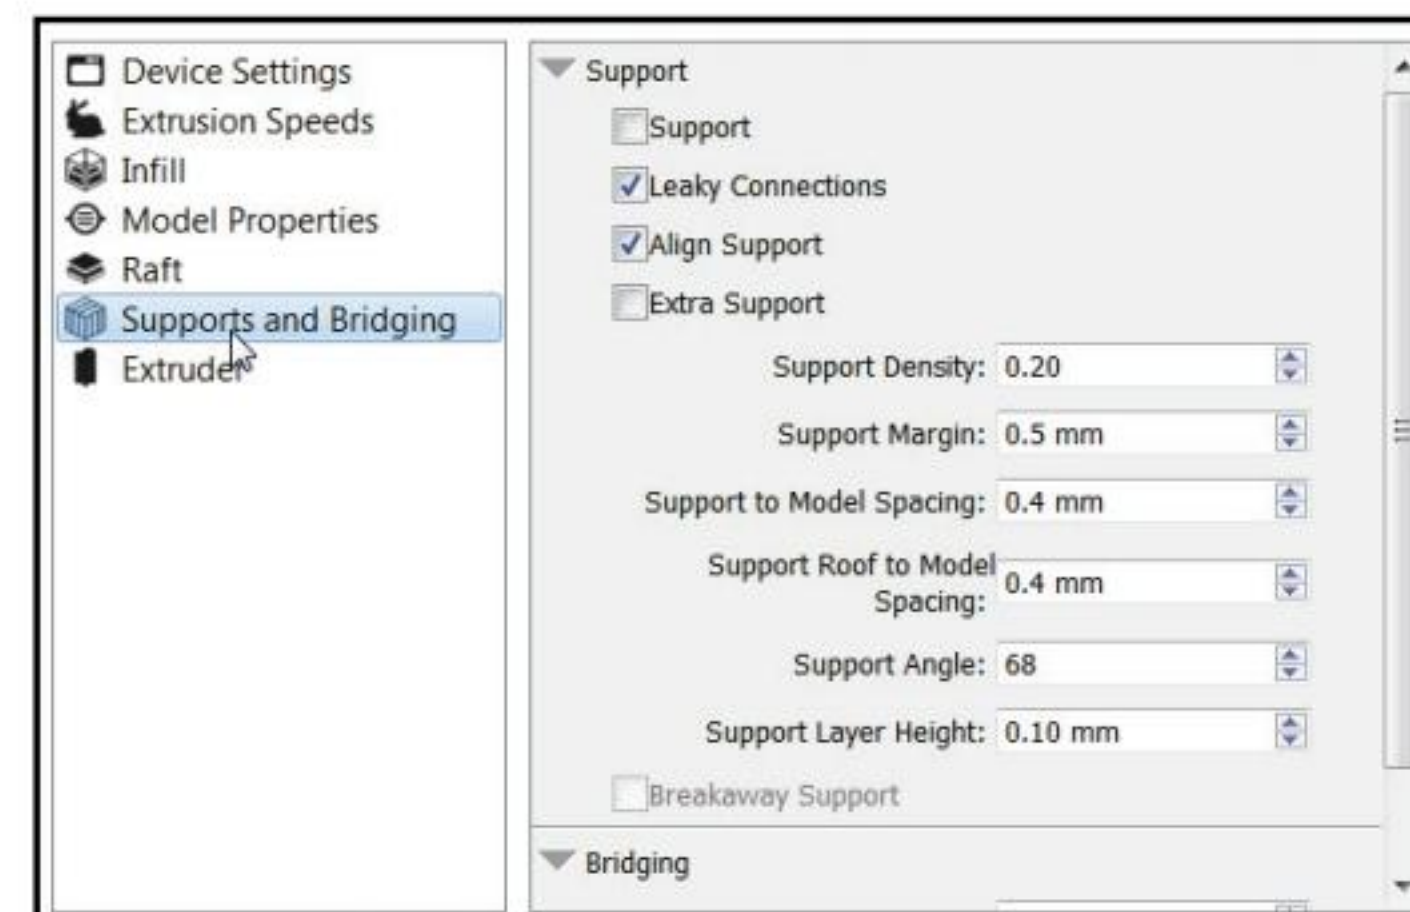 Device Settings
Extrusion Speeds
Infill
Model Properties
Raft
Supports and Bridging
Extruder
Support
Support
Leaky Connections
Align Support
Extra Support
Support Density: 0.20
Support Margin: 0.5 mm
Support to Model Spacing: 0.4 mm
Support Roof to Model
Spacing: 0.4 mm
Support Angle: 68
Support Layer Height: 0.10 mm
Breakaway Support
Bridging